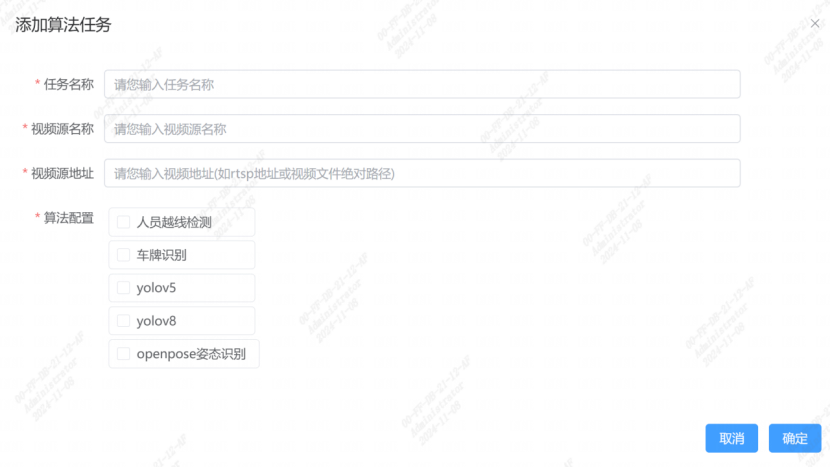 添加算法任务
* 任务名称 请您输入任务名称
* 视频源名称 请您输入视频源名称
* 视频源地址 请您输入视频地址(如rtsp地址或视频文件绝对路径)
* 算法配置 人员越线检测
车牌识别
yolov5
yolov8
openpose姿态识别
取消 确定
Administrator
2024-11-08